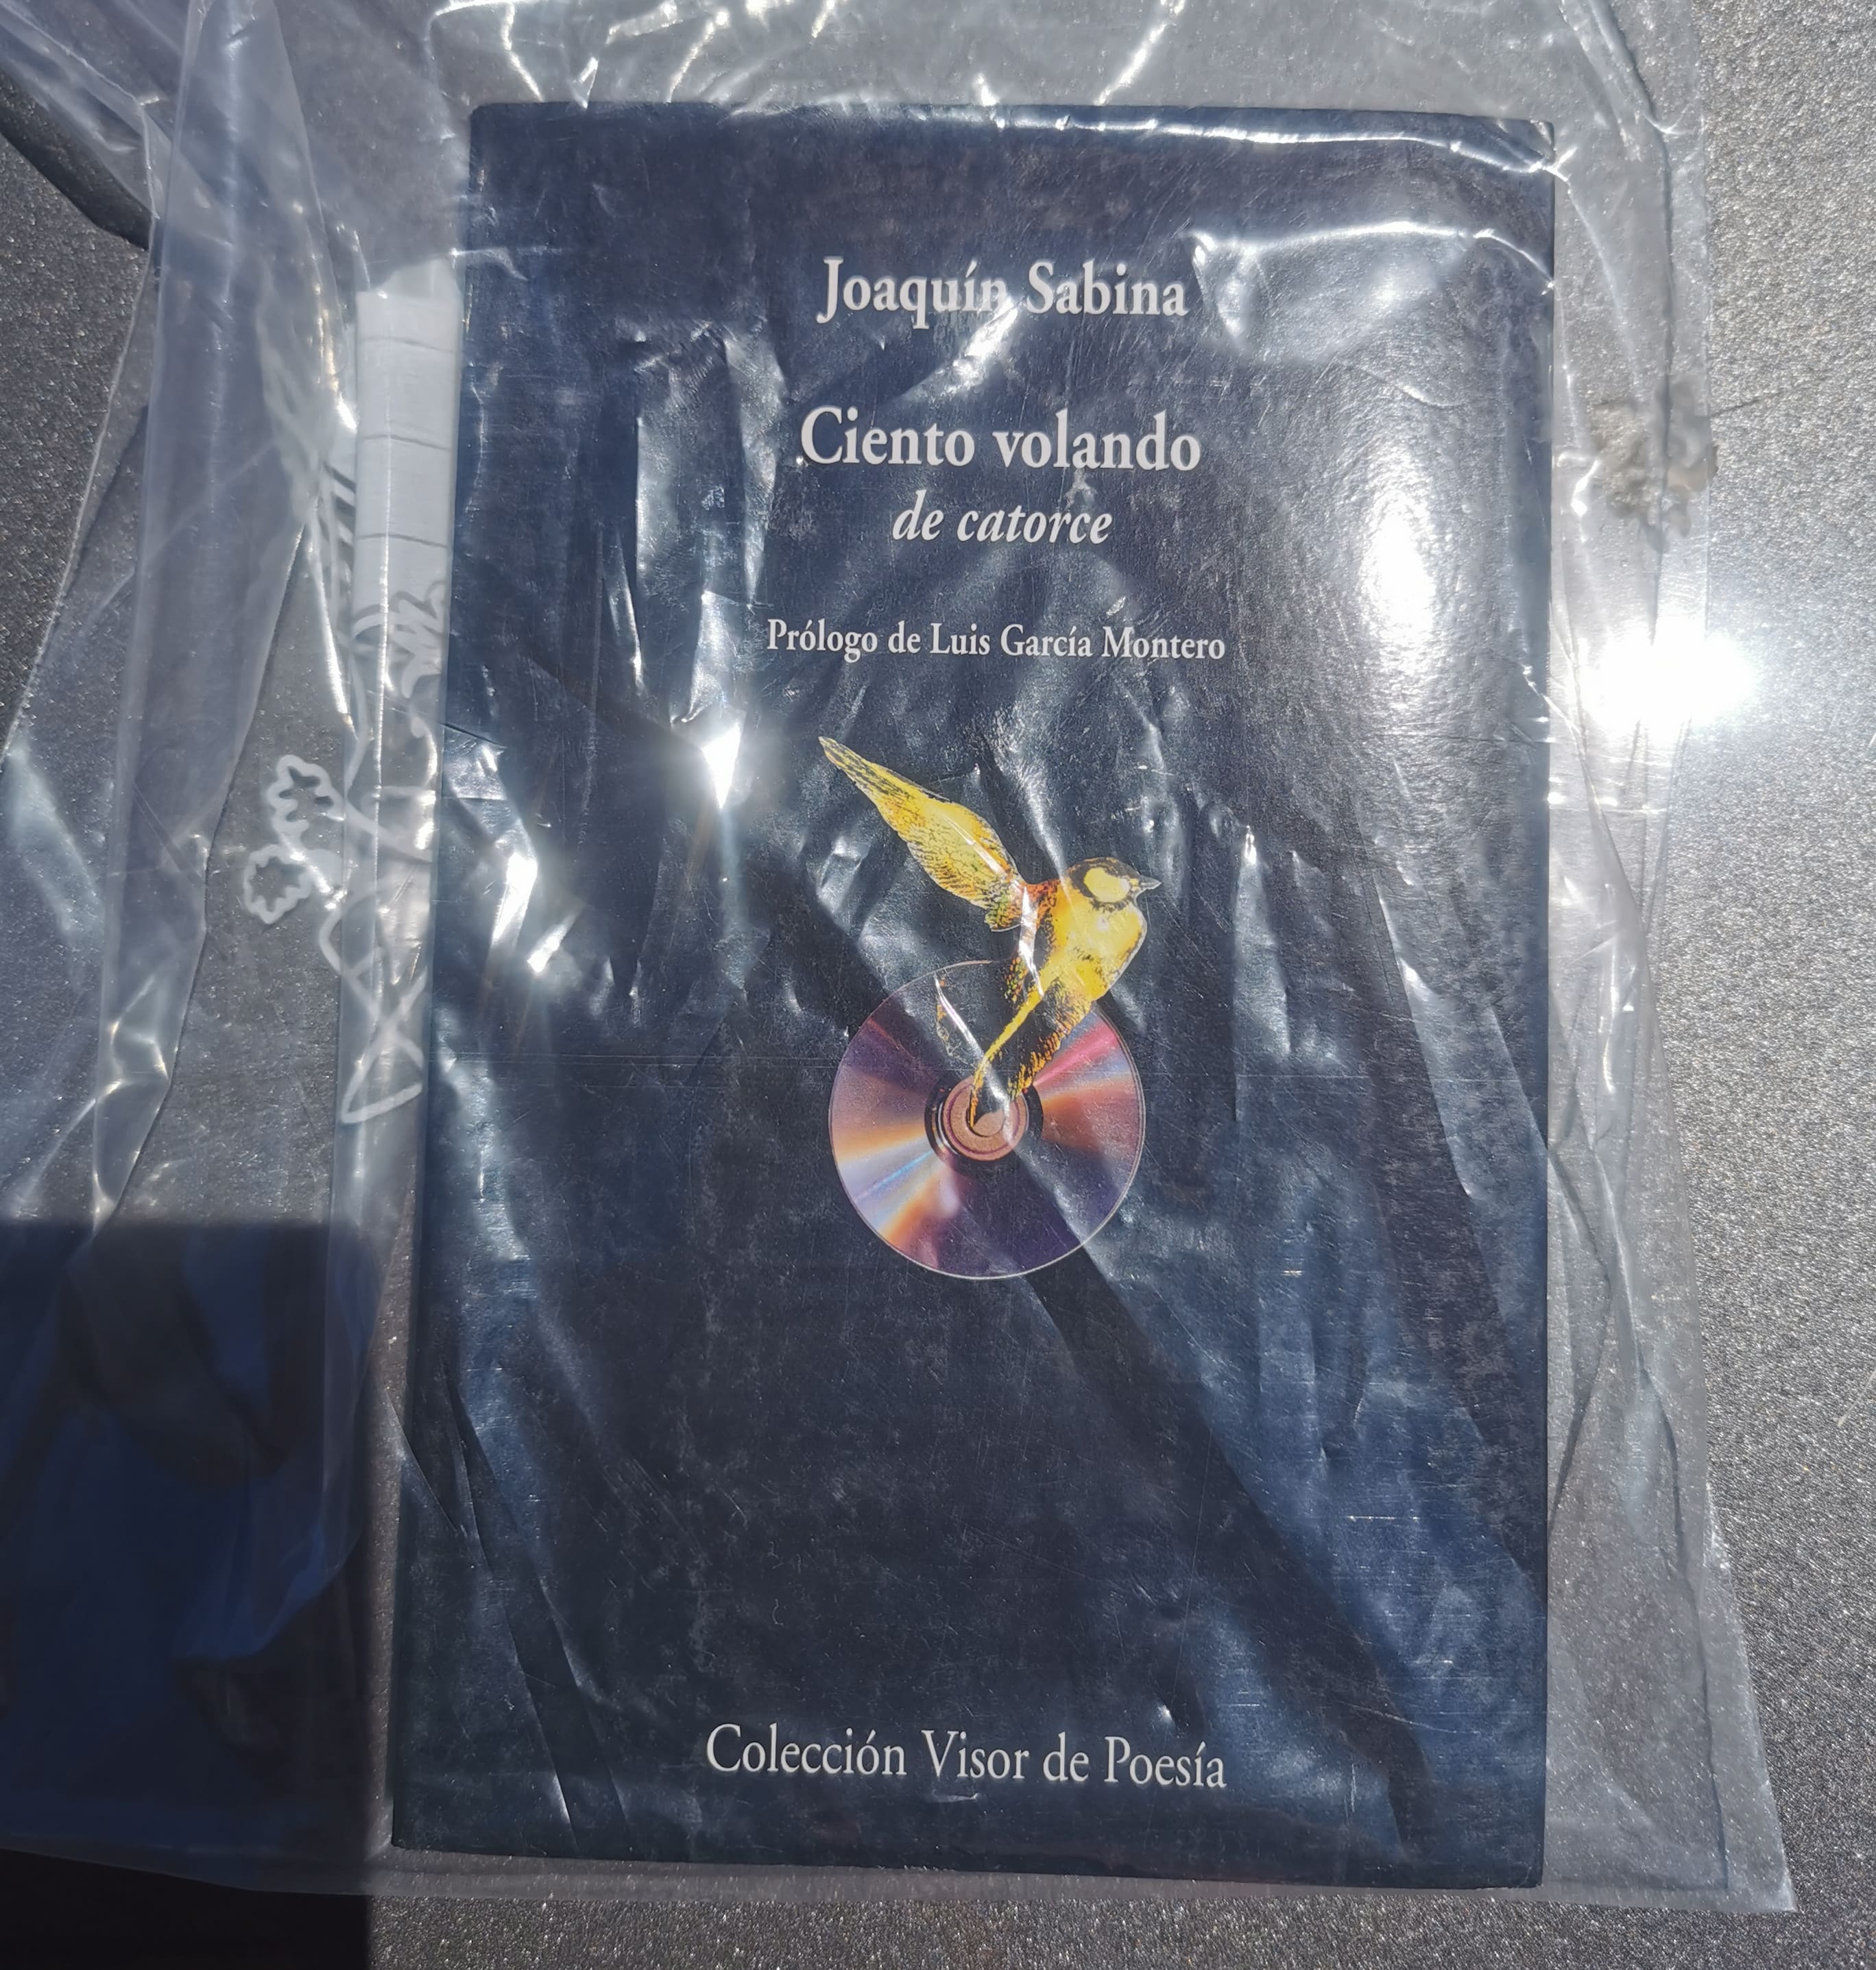 Joaquín Sabina
Ciento volando
de catorce
Prólogo de Luis García Montero
Colección Visor de Poesía